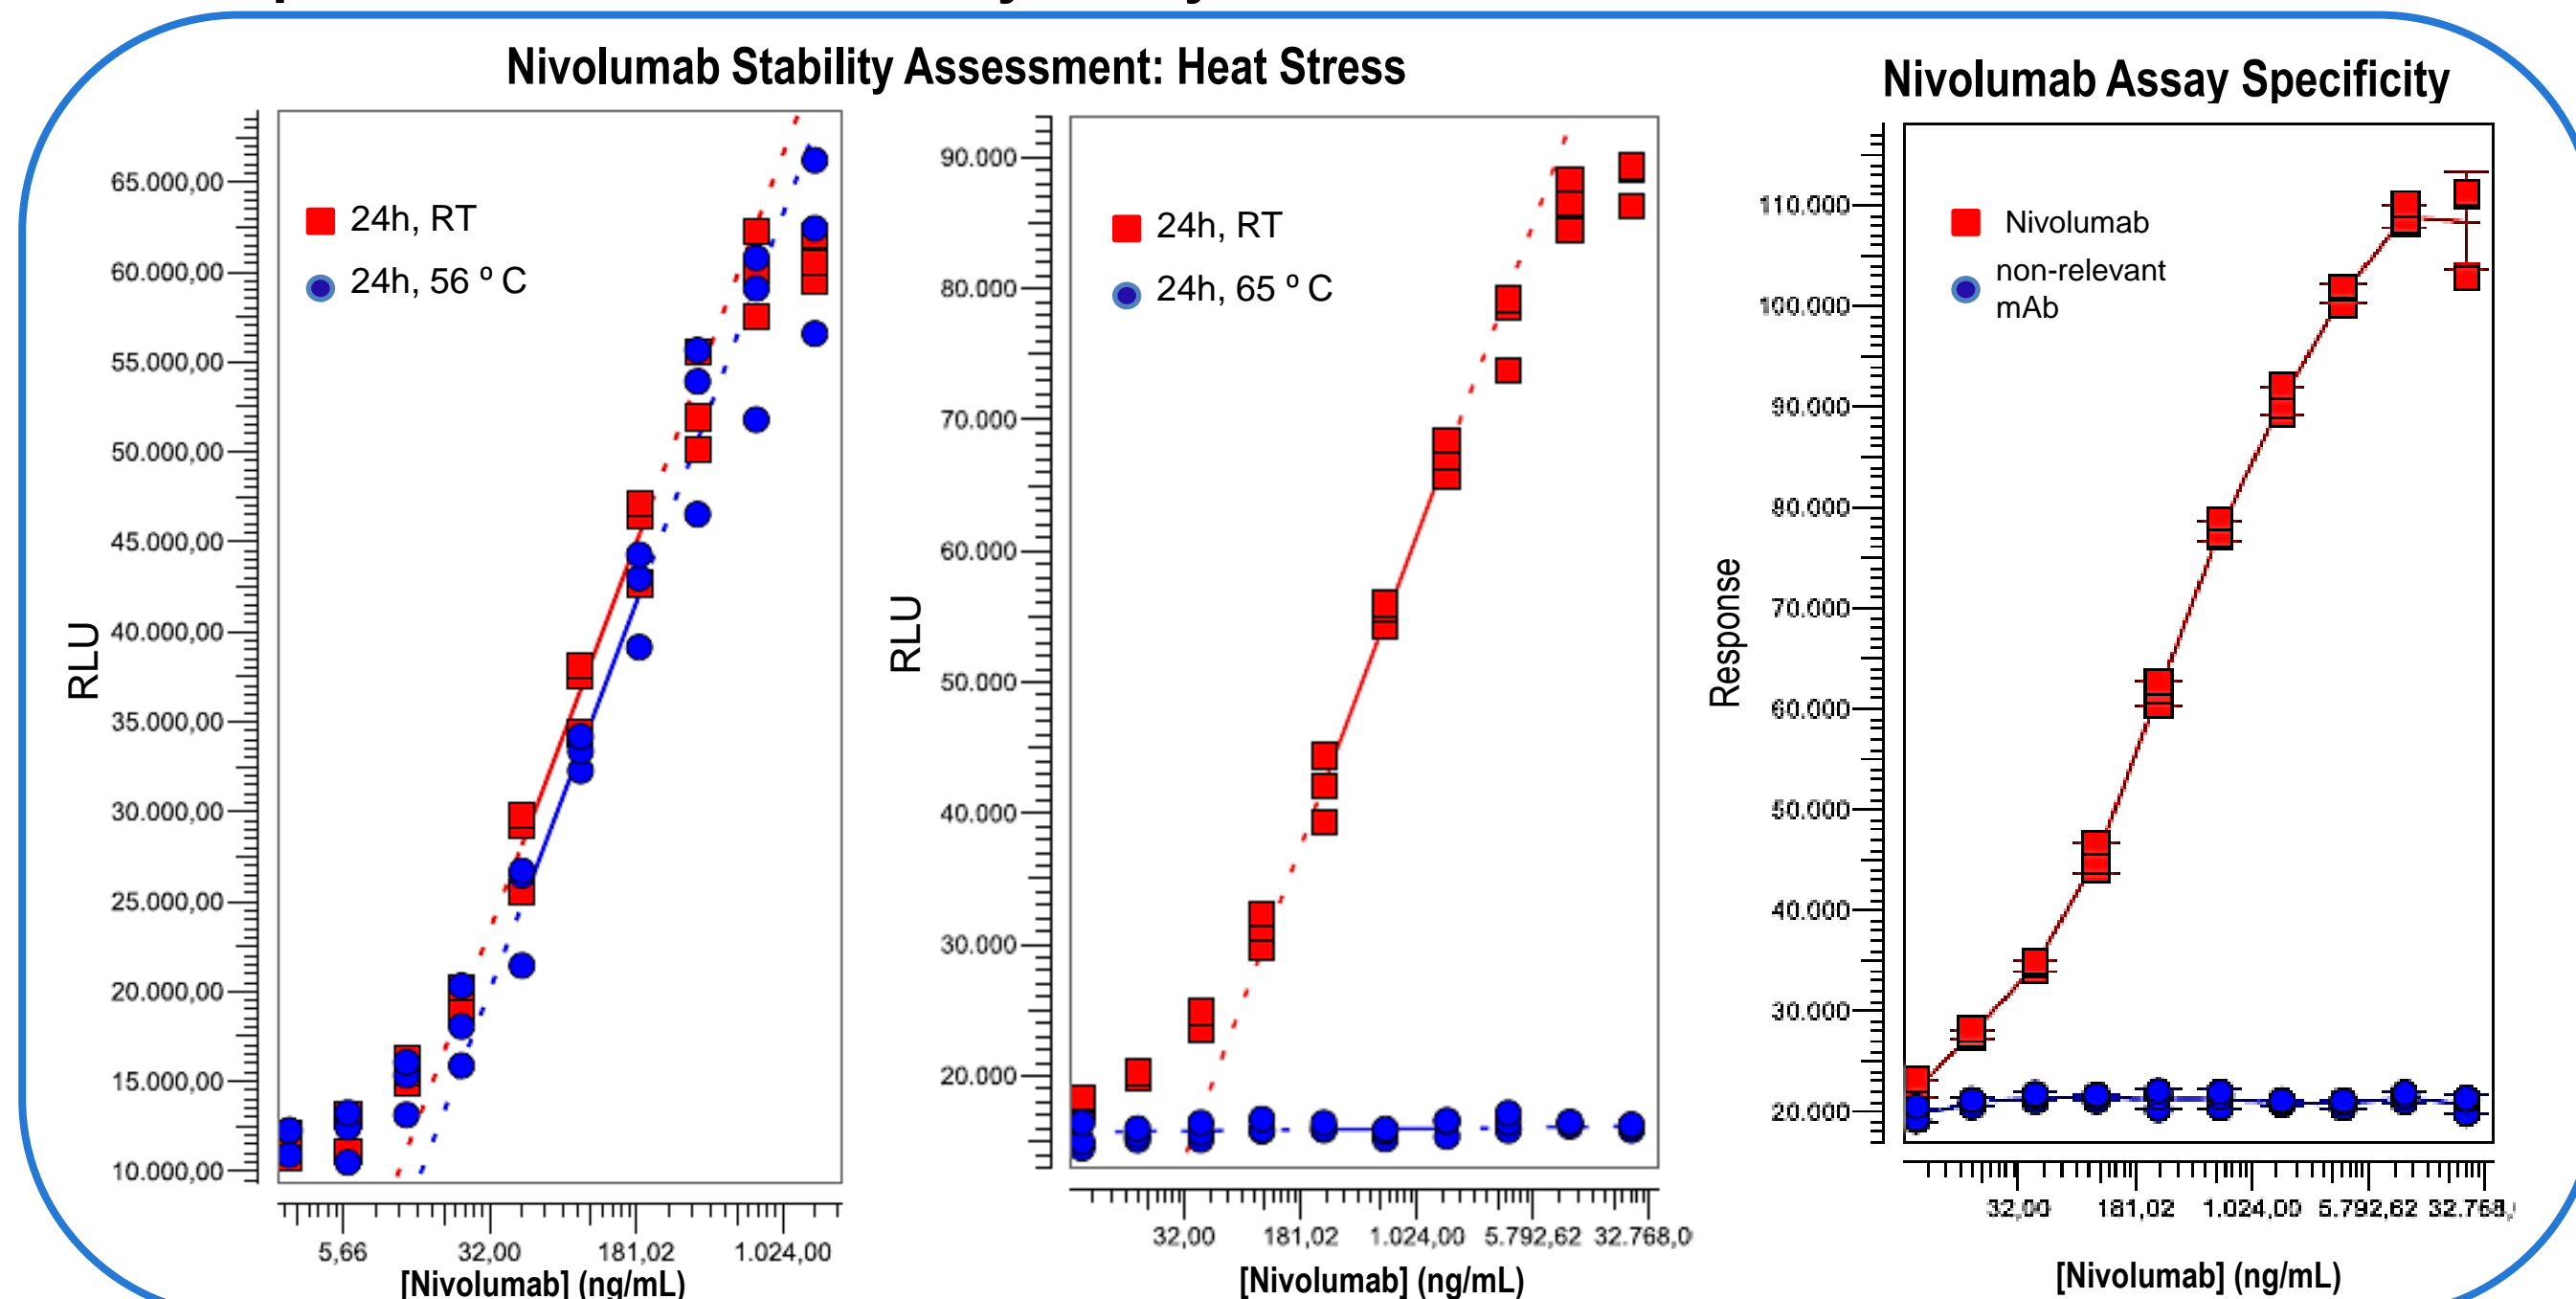 Nivolumab Stability Assessment: Heat Stress
Nivolumab Assay Specificity
65.000,00
60.000,00
55.000,00
50.000,00
45.000,00
40.000,00
35.000,00
30.000,00
25.000,00
20.000,00
15.000,00
10.000,00
RLU
24h, RT
24h, 56 º C
5,66
32,00
181,02
1.024,00
[Nivolumab] (ng/mL)
90.000
80.000
70.000
60.000
50.000
40.000
30.000
20.000
RLU
24h, RT
24h, 65 º C
32,00
181,02
1.024,00
5.792,62
32.768,0
[Nivolumab] (ng/mL)
110.000
100.000
90.000
80.000
70.000
60.000
50.000
40.000
30.000
20.000
Response
Nivolumab
non-relevant
mAb
32,00
181,02
1.024,00
5.792,62
32.768,
[Nivolumab] (ng/mL)